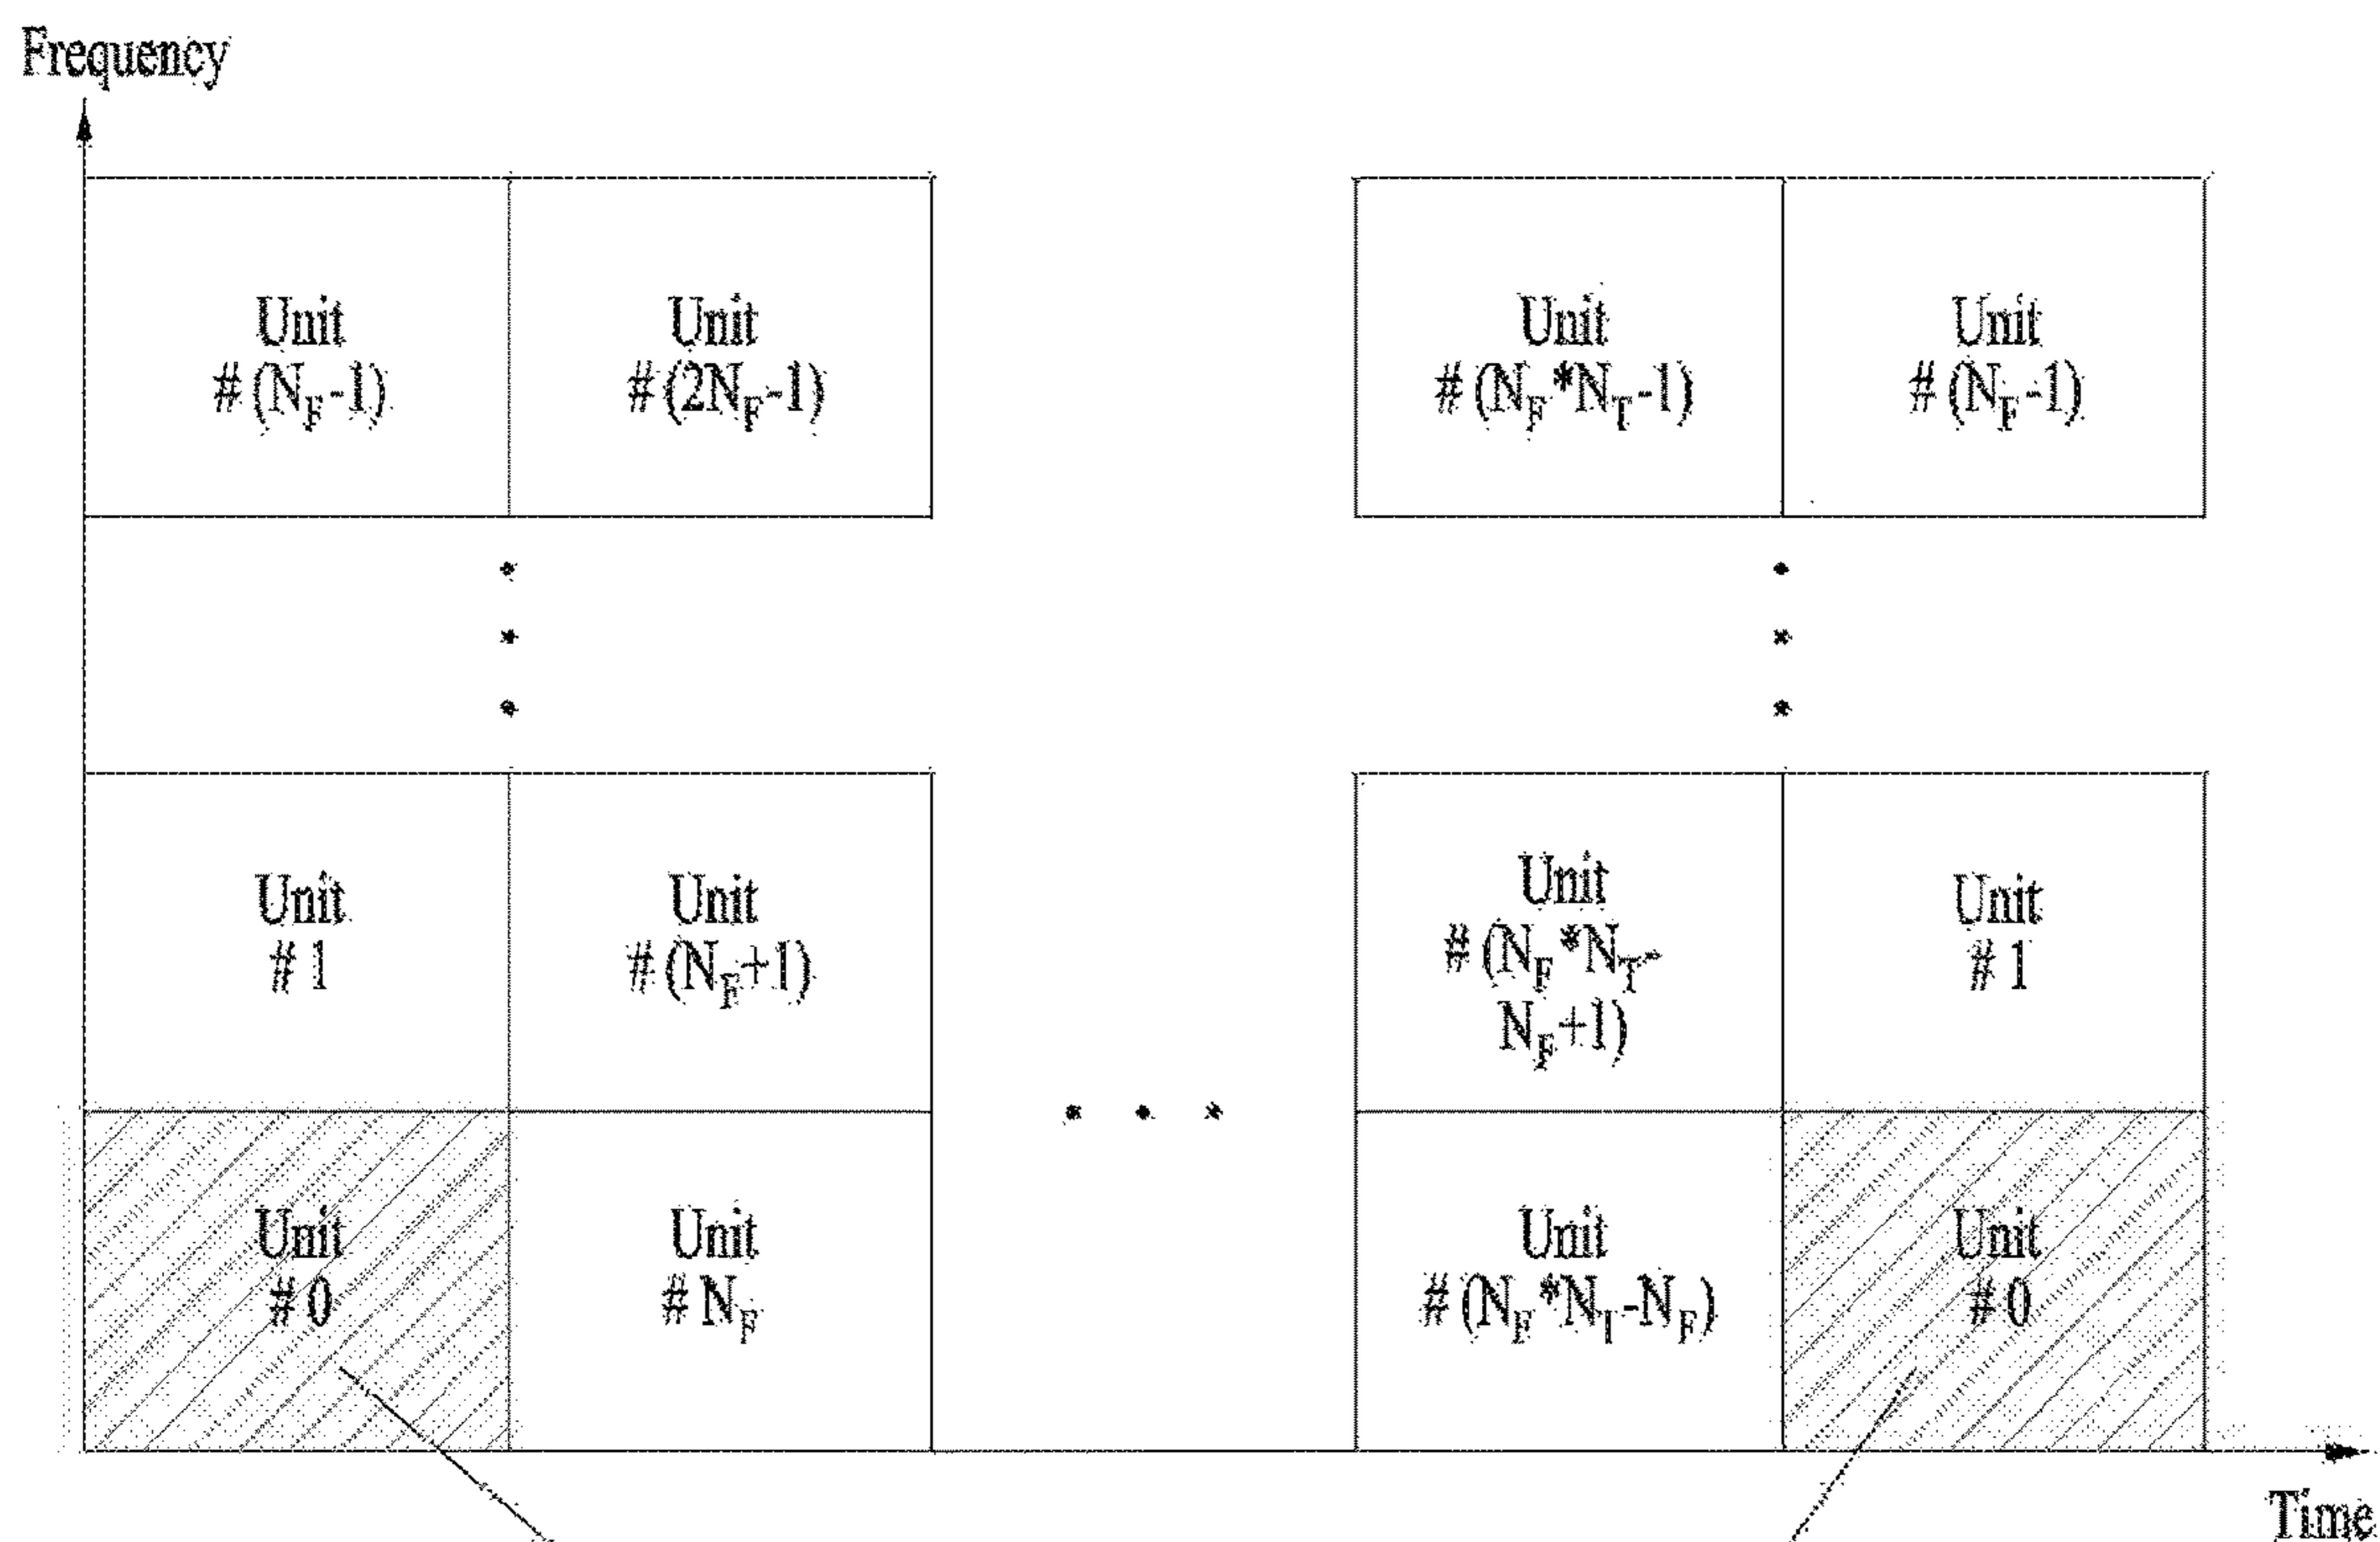 Frequency
Unit
# (N_F-1)
Unit
# (2N_F-1)
Unit
# (N_F*N_T-1)
Unit
# (N_F-1)
Unit
# 1
Unit
# (N_F+1)
Unit
# (N_F*N_T-
N_F+1)
Unit
# 1
Unit
# 0
Unit
# N_F
Unit
# (N_F*N_T-N_F)
Unit
# 0
Time